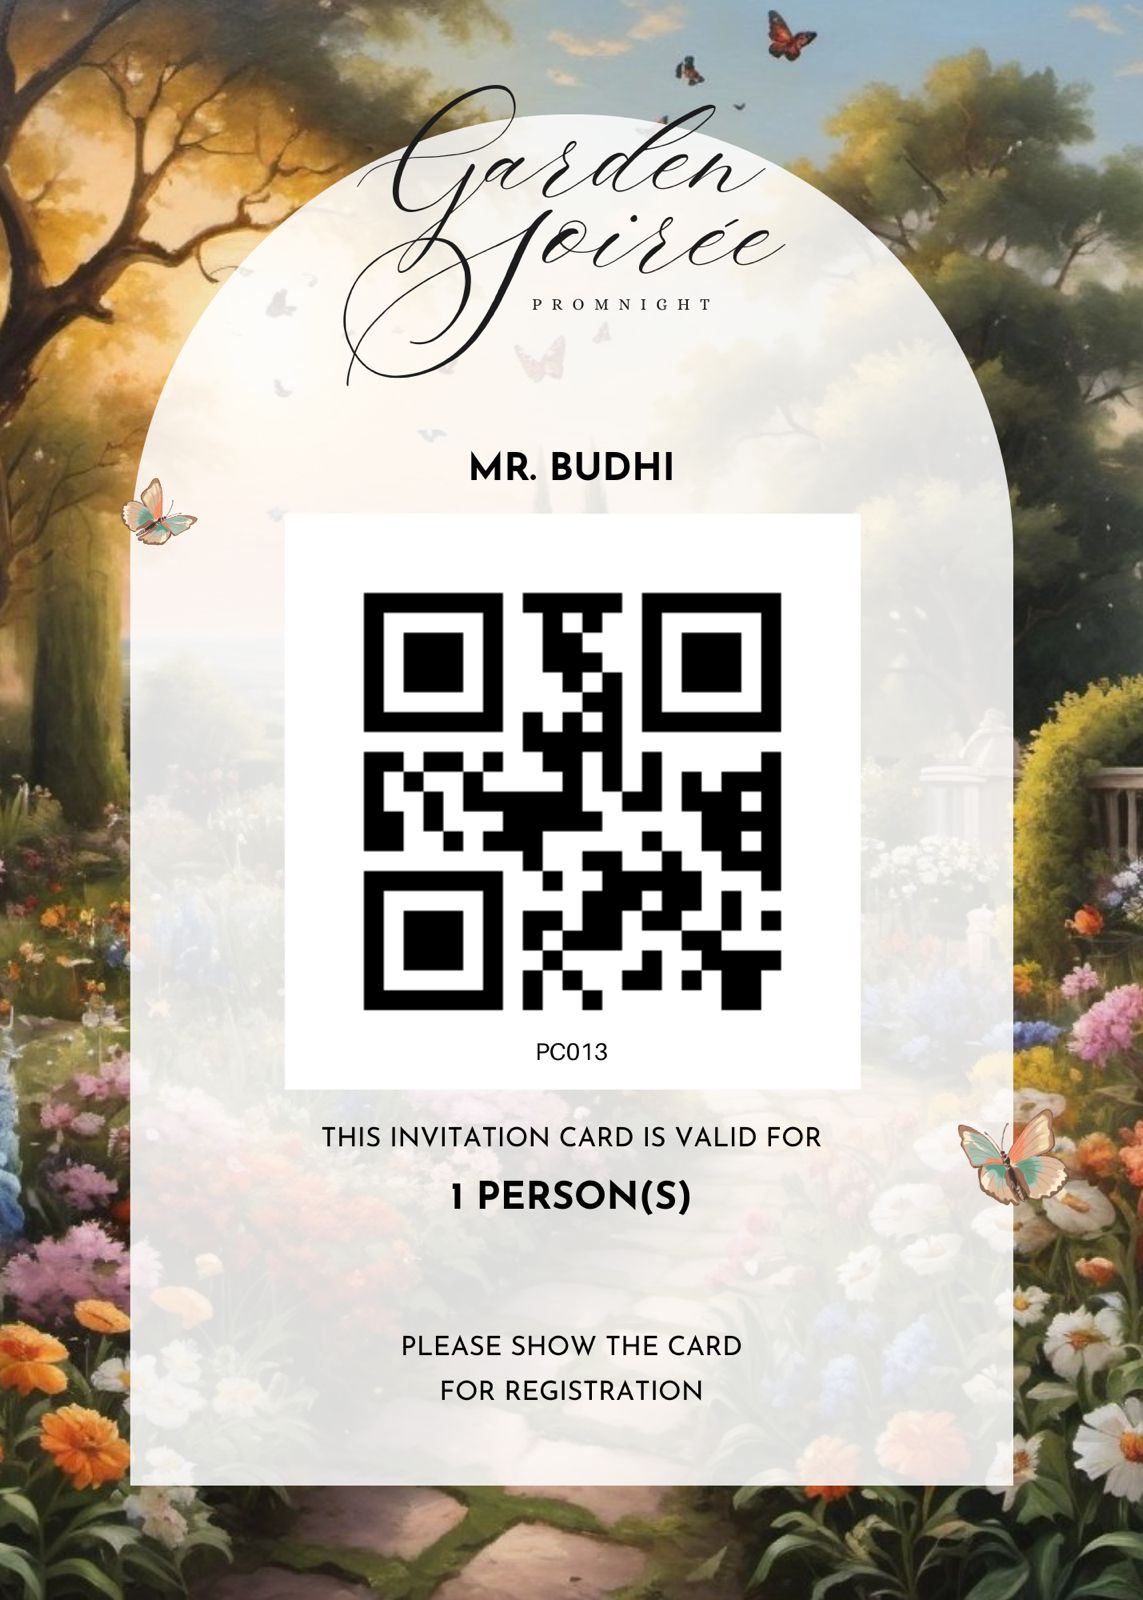 Garden
Soirée
PROMNIGHT
MR. BUDHI
PC013
THIS INVITATION CARD IS VALID FOR
1 PERSON(S)
PLEASE SHOW THE CARD
FOR REGISTRATION